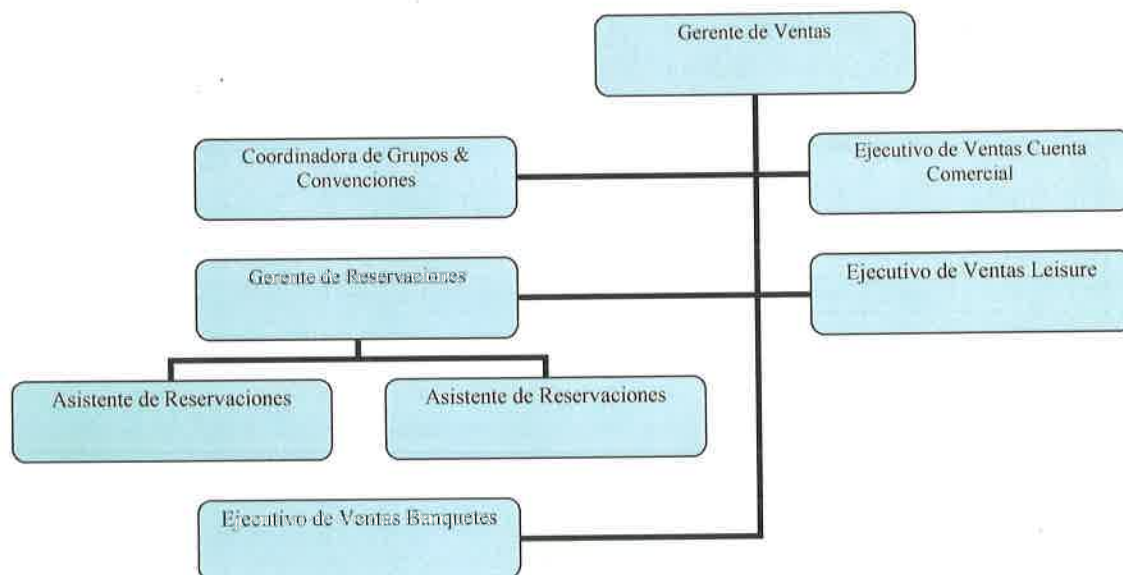 Gerente de Ventas
Coordinadora de Grupos &
Convenciones
Ejecutivo de Ventas Cuenta
Comercial
Gerente de Reservaciones
Ejecutivo de Ventas Leisure
Asistente de Reservaciones
Asistente de Reservaciones
Ejecutivo de Ventas Banquetes